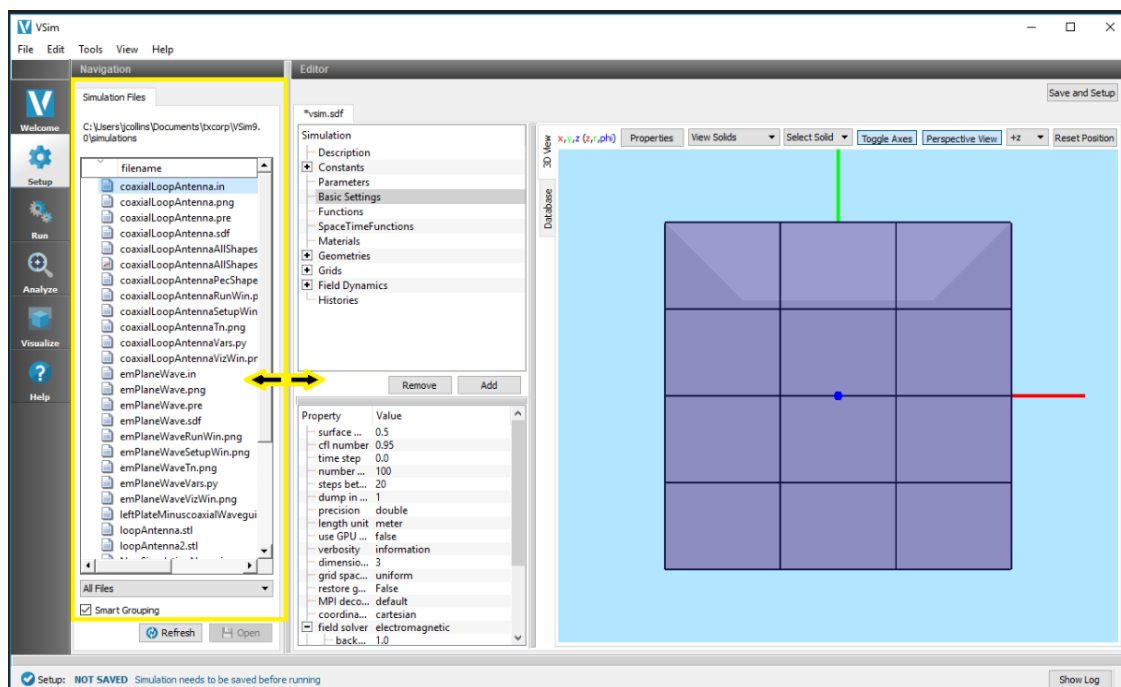 VSim
File Edit Tools View Help
Navigation
Editor
Welcome
Setup
Run
Analyze
Visualize
Help
Simulation Files
C:\Users\jcollins\Documents\txcorp\VSim9.
0\simulations
filename
coaxialLoopAntenna.in
coaxialLoopAntenna.png
coaxialLoopAntenna.pre
coaxialLoopAntenna.sdf
coaxialLoopAntennaAllShapes
coaxialLoopAntennaAllShapes
coaxialLoopAntennaPecShape
coaxialLoopAntennaRunWin.p
coaxialLoopAntennaSetupWin
coaxialLoopAntennaTn.png
coaxialLoopAntennaVars.py
coaxialLoopAntennaVizWin.pr
emPlaneWave.in
emPlaneWave.png
emPlaneWave.pre
emPlaneWave.sdf
emPlaneWaveRunWin.png
emPlaneWaveSetupWin.png
emPlaneWaveTn.png
emPlaneWaveVars.py
emPlaneWaveVizWin.png
leftPlateMinuscoaxialWavegui
loopAntenna.stl
loopAntenna2.stl
All Files
Smart Grouping
Refresh Open
*vsim.sdf
Simulation
Description
Constants
Parameters
Basic Settings
Functions
SpaceTimeFunctions
Materials
Geometries
Grids
Field Dynamics
Histories
Remove Add
Property Value
surface ... 0.5
cfl number 0.95
time step 0.0
number ... 100
steps bet... 20
dump in ... 1
precision double
length unit meter
use GPU ... false
verbosity information
dimensio... 3
grid spac... uniform
restore g... False
MPI deco... default
coordina... cartesian
field solver electromagnetic
back... 1.0
Save and Setup
3D View
Database
x,y,z (z,r,phi) Properties View Solids Select Solid Toggle Axes Perspective View +z Reset Position
Setup: NOT SAVED Simulation needs to be saved before running
Show Log